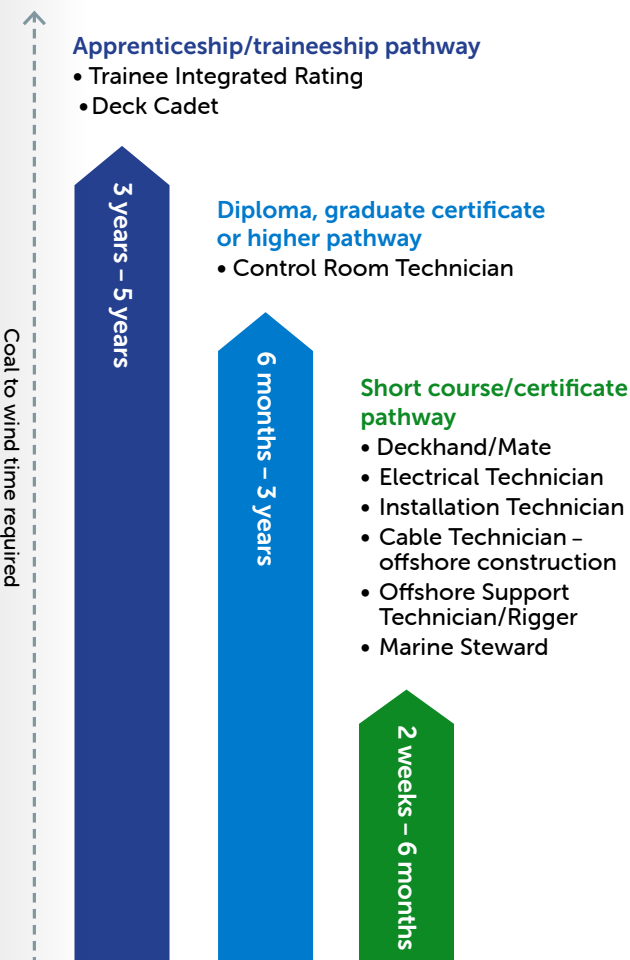 Apprenticeship/traineeship pathway
• Trainee Integrated Rating
• Deck Cadet
3 years – 5 years
Diploma, graduate certificate
or higher pathway
• Control Room Technician
6 months – 3 years
Short course/certificate
pathway
• Deckhand/Mate
• Electrical Technician
• Installation Technician
• Cable Technician –
offshore construction
• Offshore Support
Technician/Rigger
• Marine Steward
2 weeks – 6 months
Coal to wind time required